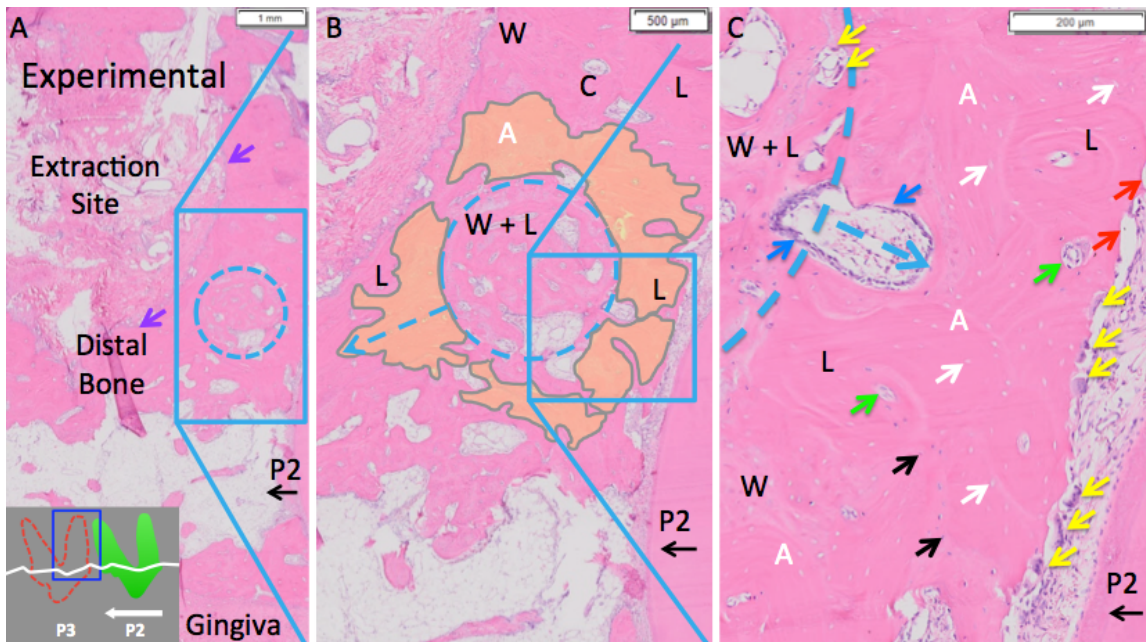 A
1 mm
Experimental
Extraction
Site
Distal
Bone
P2
P3
P2
Gingiva
B
500 µm
W
C
L
A
W + L
L
L
P2
C
200 µm
A
L
W + L
A
L
W
A
P2